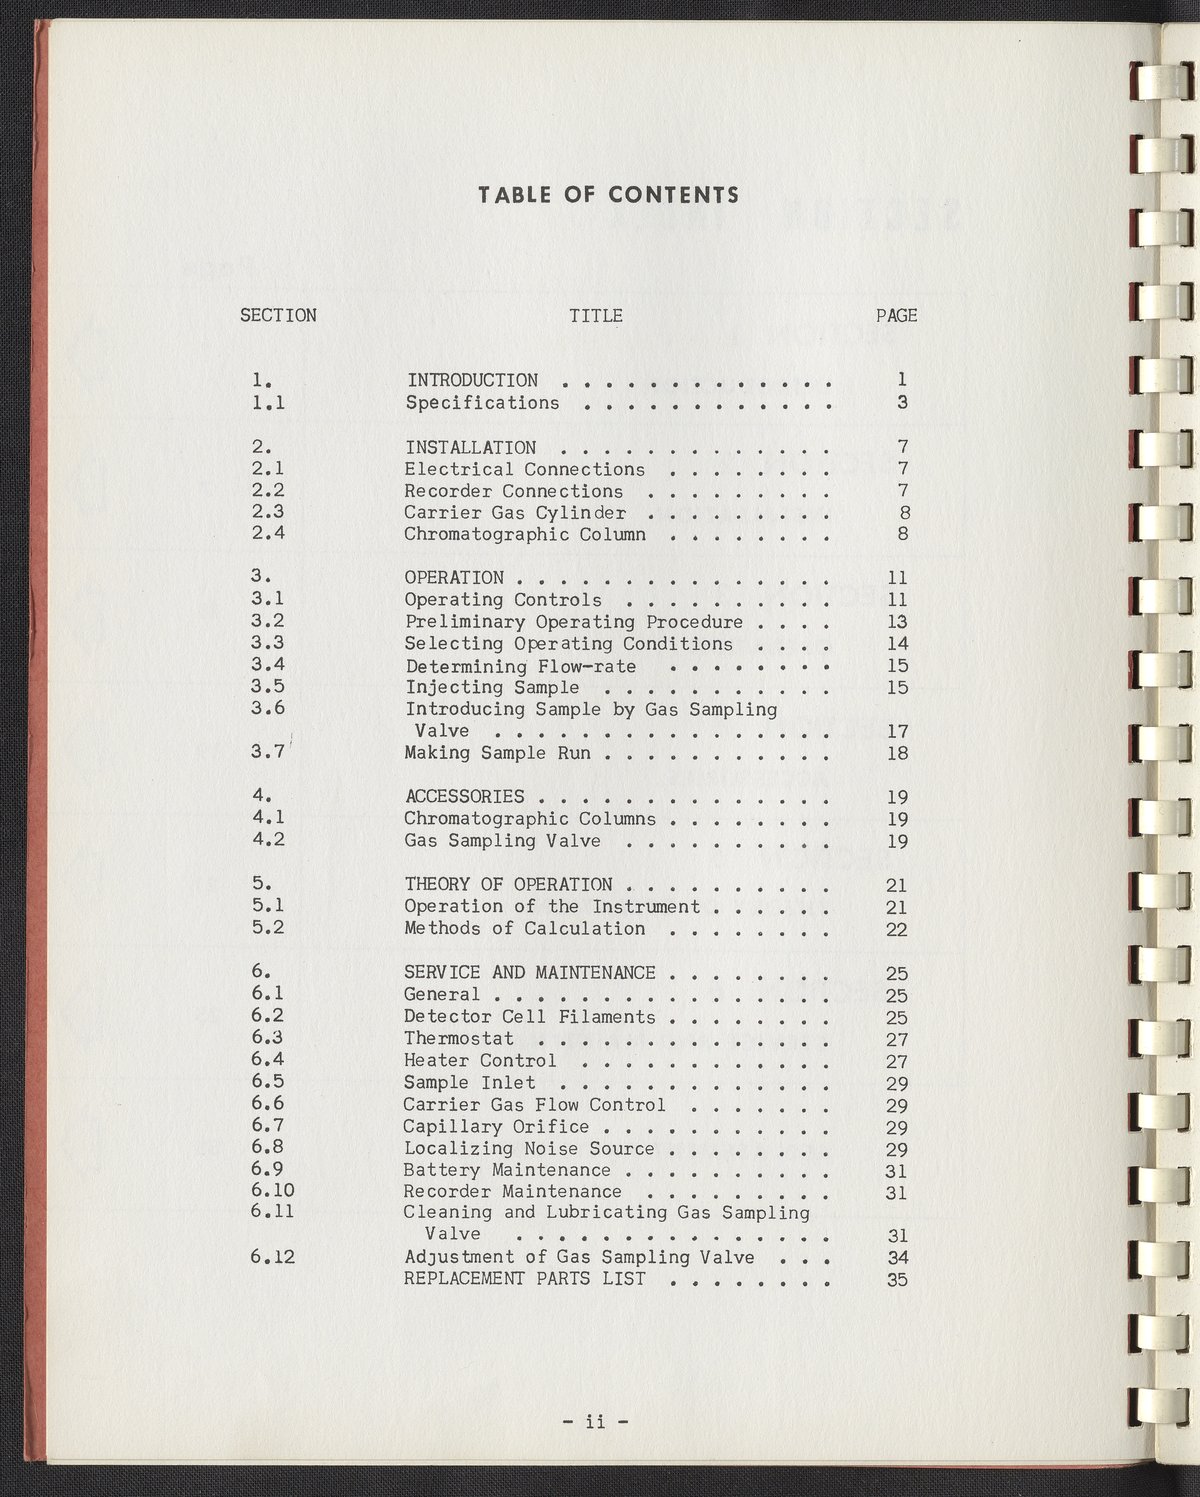 TABLE OF CONTENTS
SECTION TITLE PAGE
1. INTRODUCTION . . . . . . . . . . . . . 1
1.1 Specifications . . . . . . . . . . . . 3
2. INSTALLATION . . . . . . . . . . . . . 7
2.1 Electrical Connections . . . . . . . . 7
2.2 Recorder Connections . . . . . . . . . 7
2.3 Carrier Gas Cylinder . . . . . . . . . 8
2.4 Chromatographic Column . . . . . . . . 8
3. OPERATION . . . . . . . . . . . . . . . 11
3.1 Operating Controls . . . . . . . . . . 11
3.2 Preliminary Operating Procedure . . . . 13
3.3 Selecting Operating Conditions . . . . 14
3.4 Determining Flow-rate . . . . . . . . 15
3.5 Injecting Sample . . . . . . . . . . . 15
3.6 Introducing Sample by Gas Sampling
Valve . . . . . . . . . . . . . . . . 17
3.7 Making Sample Run . . . . . . . . . . . 18
4. ACCESSORIES . . . . . . . . . . . . . . 19
4.1 Chromatographic Columns . . . . . . . . 19
4.2 Gas Sampling Valve . . . . . . . . . . 19
5. THEORY OF OPERATION . . . . . . . . . . 21
5.1 Operation of the Instrument . . . . . . 21
5.2 Methods of Calculation . . . . . . . . 22
6. SERVICE AND MAINTENANCE . . . . . . . . 25
6.1 General . . . . . . . . . . . . . . . . 25
6.2 Detector Cell Filaments . . . . . . . . 25
6.3 Thermostat . . . . . . . . . . . . . . 27
6.4 Heater Control . . . . . . . . . . . . 27
6.5 Sample Inlet . . . . . . . . . . . . . 29
6.6 Carrier Gas Flow Control . . . . . . . 29
6.7 Capillary Orifice . . . . . . . . . . . 29
6.8 Localizing Noise Source . . . . . . . . 29
6.9 Battery Maintenance . . . . . . . . . . 31
6.10 Recorder Maintenance . . . . . . . . . 31
6.11 Cleaning and Lubricating Gas Sampling
Valve . . . . . . . . . . . . . . . 31
6.12 Adjustment of Gas Sampling Valve . . . 34
REPLACEMENT PARTS LIST . . . . . . . . 35
- ii -